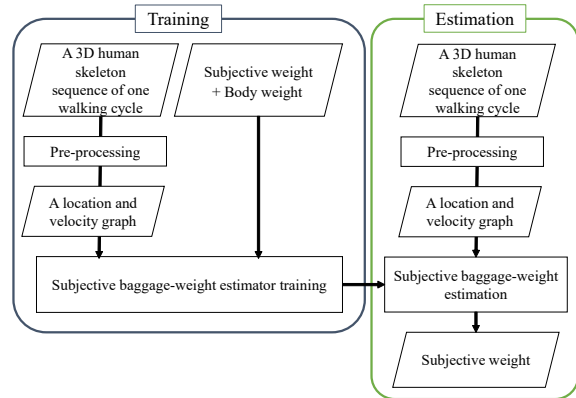 Training
A 3D human
skeleton
sequence of one
walking cycle
Subjective weight
+ Body weight
Pre-processing
A location and
velocity graph
Subjective baggage-weight estimator training
Estimation
A 3D human
skeleton
sequence of one
walking cycle
Pre-processing
A location and
velocity graph
Subjective baggage-weight
estimation
Subjective weight